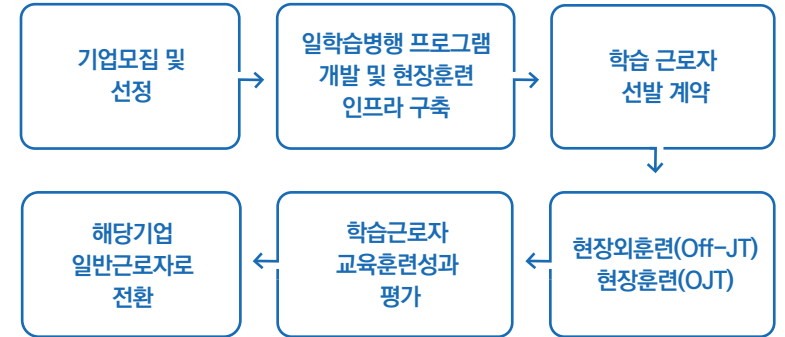 기업모집 및
선정
일학습병행 프로그램
개발 및 현장훈련
인프라 구축
학습 근로자
선발 계약
현장외훈련(Off-JT)
현장훈련(OJT)
학습근로자
교육훈련성과
평가
해당기업
일반근로자로
전환